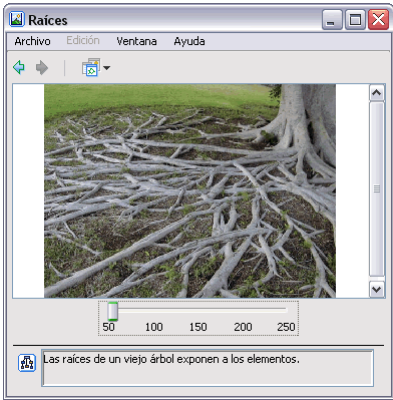 Raíces
Archivo Edición Ventana Ayuda
50 100 150 200 250
Las raíces de un viejo árbol exponen a los elementos.